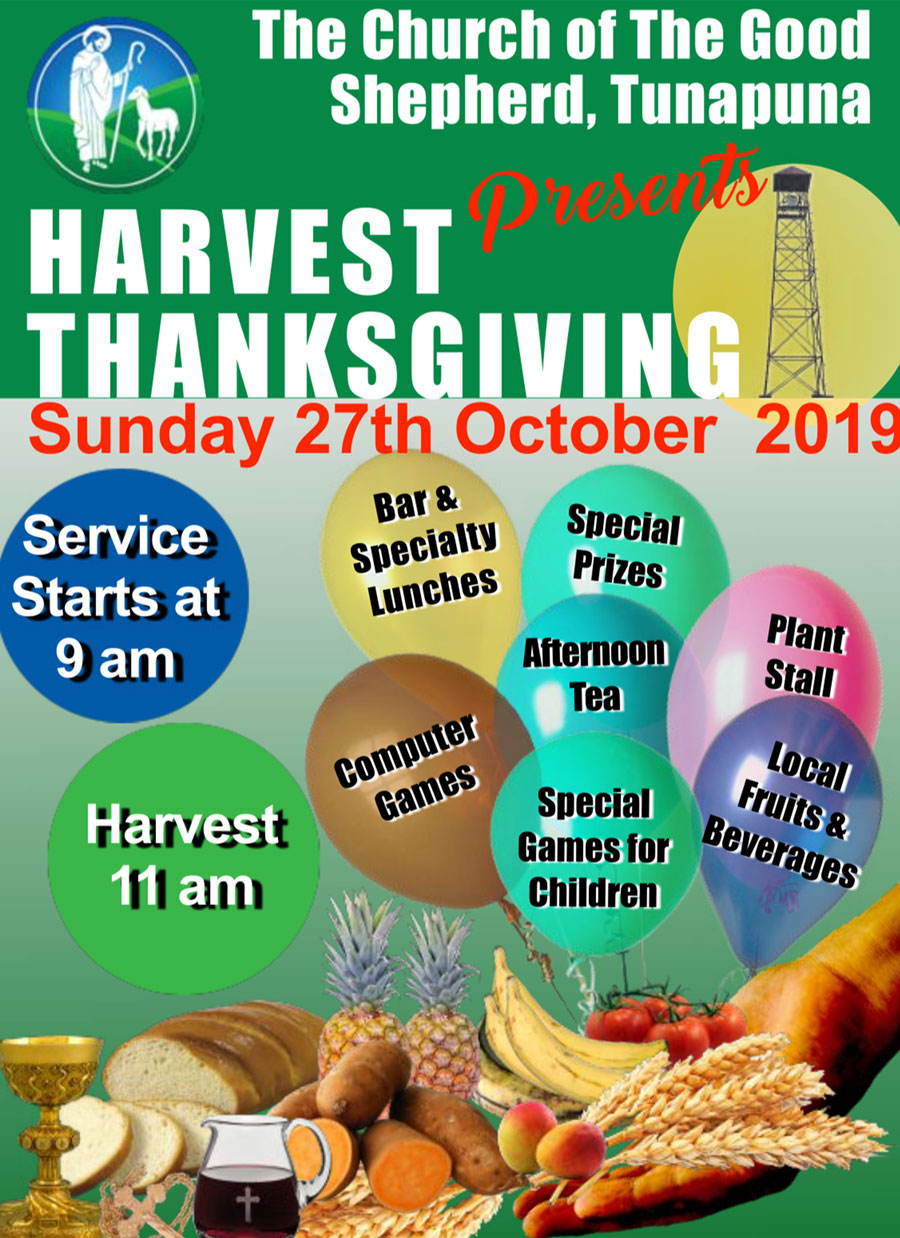 The Church of The Good
Shepherd, Tunapuna
Presents
HARVEST
THANKSGIVING
Sunday 27th October 2019
Service
Starts at
9 am
Harvest
11 am
Bar &
Specialty
Lunches
Special
Prizes
Afternoon
Tea
Plant
Stall
Computer
Games
Special
Games for
Children
Local
Fruits &
Beverages